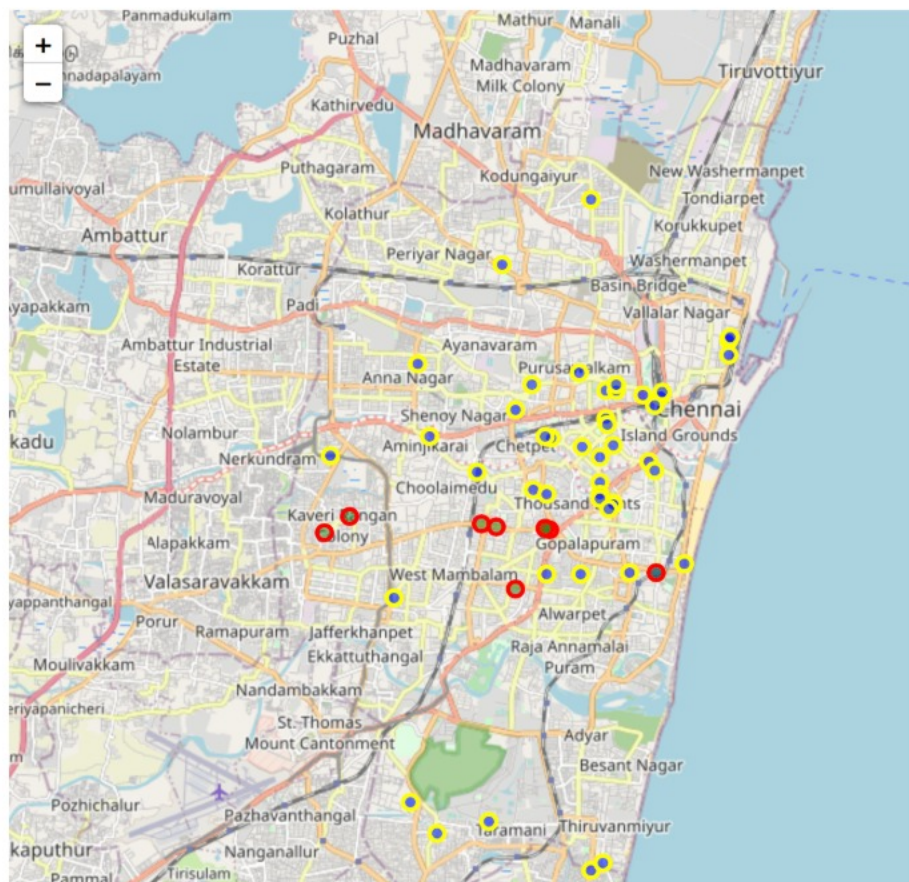 Panmadukulam
Mathur
Manali
Puzhal
+
−
Madhavaram
Milk Colony
Tiruvottiyur
Kathirvedu
Madhavaram
Puthagaram
Kodungaiyur
New Washermanpet
Tondiarpet
Kolathur
Korukkupet
Ambattur
Periyar Nagar
Washermanpet
Korattur
Basin Bridge
Padi
Vallalar Nagar
Ambattur Industrial
Estate
Ayanavaram
Anna Nagar
Shenoy Nagar
Chennai
Nolambur
Aminjikarai
Chetpet
Island Grounds
Nerkundram
Choolaimedu
Maduravoyal
Kaveri Rangan
Colony
Alapakkam
Gopalapuram
Valasaravakkam
West Mambalam
Alwarpet
Porur
Ramapuram
Jafferkhanpet
Ekkattuthangal
Raja Annamalai
Puram
Moulivakkam
Nandambakkam
St. Thomas
Mount Cantonment
Adyar
Besant Nagar
Pozhichalur
Pazhavanthangal
Taramani
Thiruvanmiyur
Nanganallur
Tirisulam
Pammal